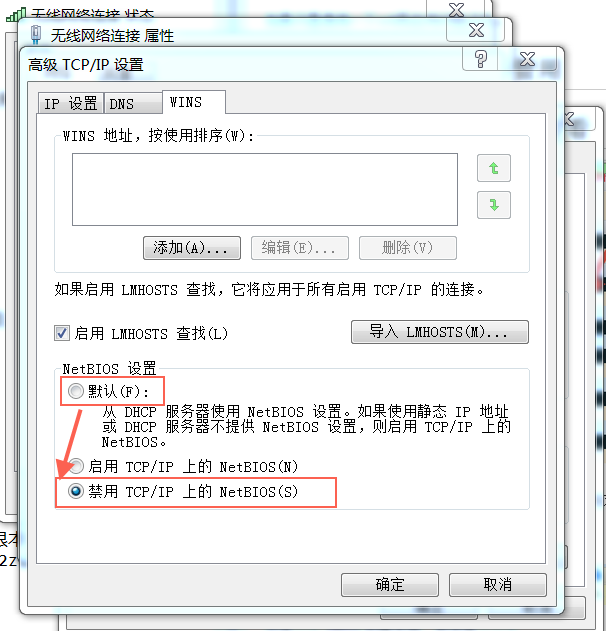 无线网络连接 状态
无线网络连接 属性
高级 TCP/IP 设置
IP 设置 DNS WINS
WINS 地址，按使用排序(W):
添加(A)... 编辑(E)... 删除(V)
如果启用 LMHOSTS 查找，它将应用于所有启用 TCP/IP 的连接。
启用 LMHOSTS 查找(L) 导入 LMHOSTS(M)...
NetBIOS 设置
默认(F):
从 DHCP 服务器使用 NetBIOS 设置。如果使用静态 IP 地址
或 DHCP 服务器不提供 NetBIOS 设置，则启用 TCP/IP 上的
NetBIOS。
启用 TCP/IP 上的 NetBIOS(N)
禁用 TCP/IP 上的 NetBIOS(S)
确定 取消